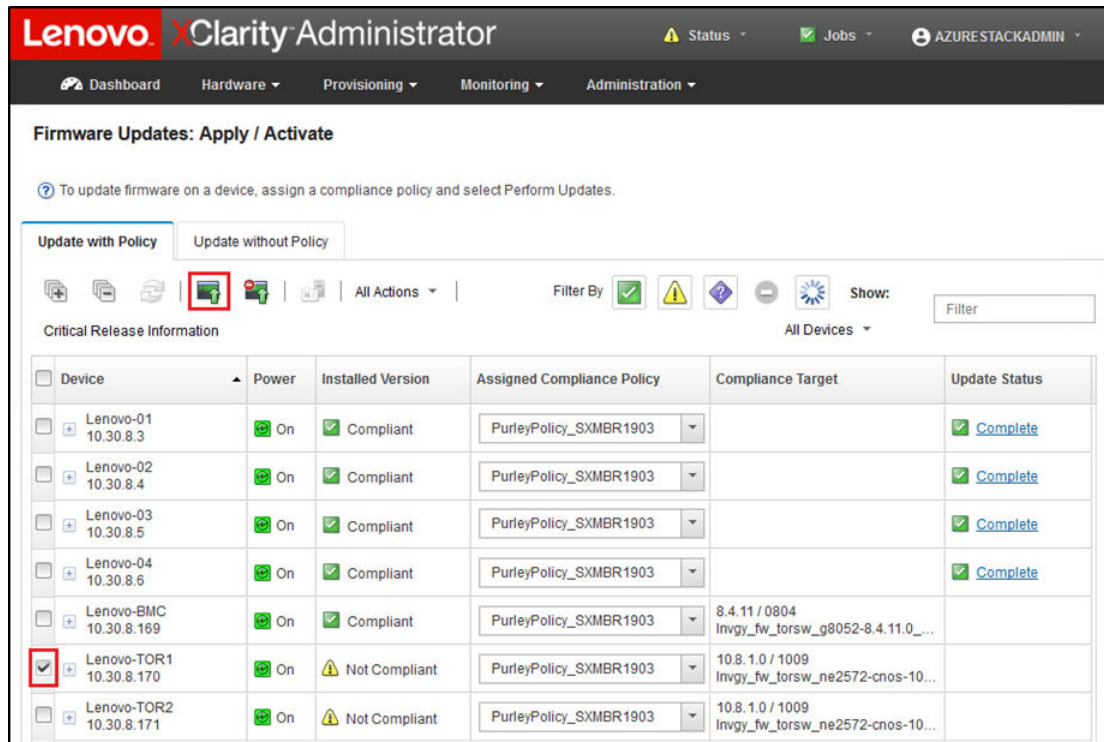 Lenovo. XClarity Administrator Status Jobs AZURESTACKADMIN
Dashboard Hardware Provisioning Monitoring Administration
Firmware Updates: Apply / Activate
? To update firmware on a device, assign a compliance policy and select Perform Updates.
Update with Policy Update without Policy
All Actions Filter By Show: Filter
Critical Release Information All Devices
Device Power Installed Version Assigned Compliance Policy Compliance Target Update Status
Lenovo-01 On Compliant PurleyPolicy_SXMBR1903 Complete
10.30.8.3
Lenovo-02 On Compliant PurleyPolicy_SXMBR1903 Complete
10.30.8.4
Lenovo-03 On Compliant PurleyPolicy_SXMBR1903 Complete
10.30.8.5
Lenovo-04 On Compliant PurleyPolicy_SXMBR1903 Complete
10.30.8.6
Lenovo-BMC On Compliant PurleyPolicy_SXMBR1903 8.4.11 / 0804
10.30.8.169 lnvgy_fw_torsw_g8052-8.4.11.0_...
Lenovo-TOR1 On Not Compliant PurleyPolicy_SXMBR1903 10.8.1.0 / 1009
10.30.8.170 lnvgy_fw_torsw_ne2572-cnos-10...
Lenovo-TOR2 On Not Compliant PurleyPolicy_SXMBR1903 10.8.1.0 / 1009
10.30.8.171 lnvgy_fw_torsw_ne2572-cnos-10...